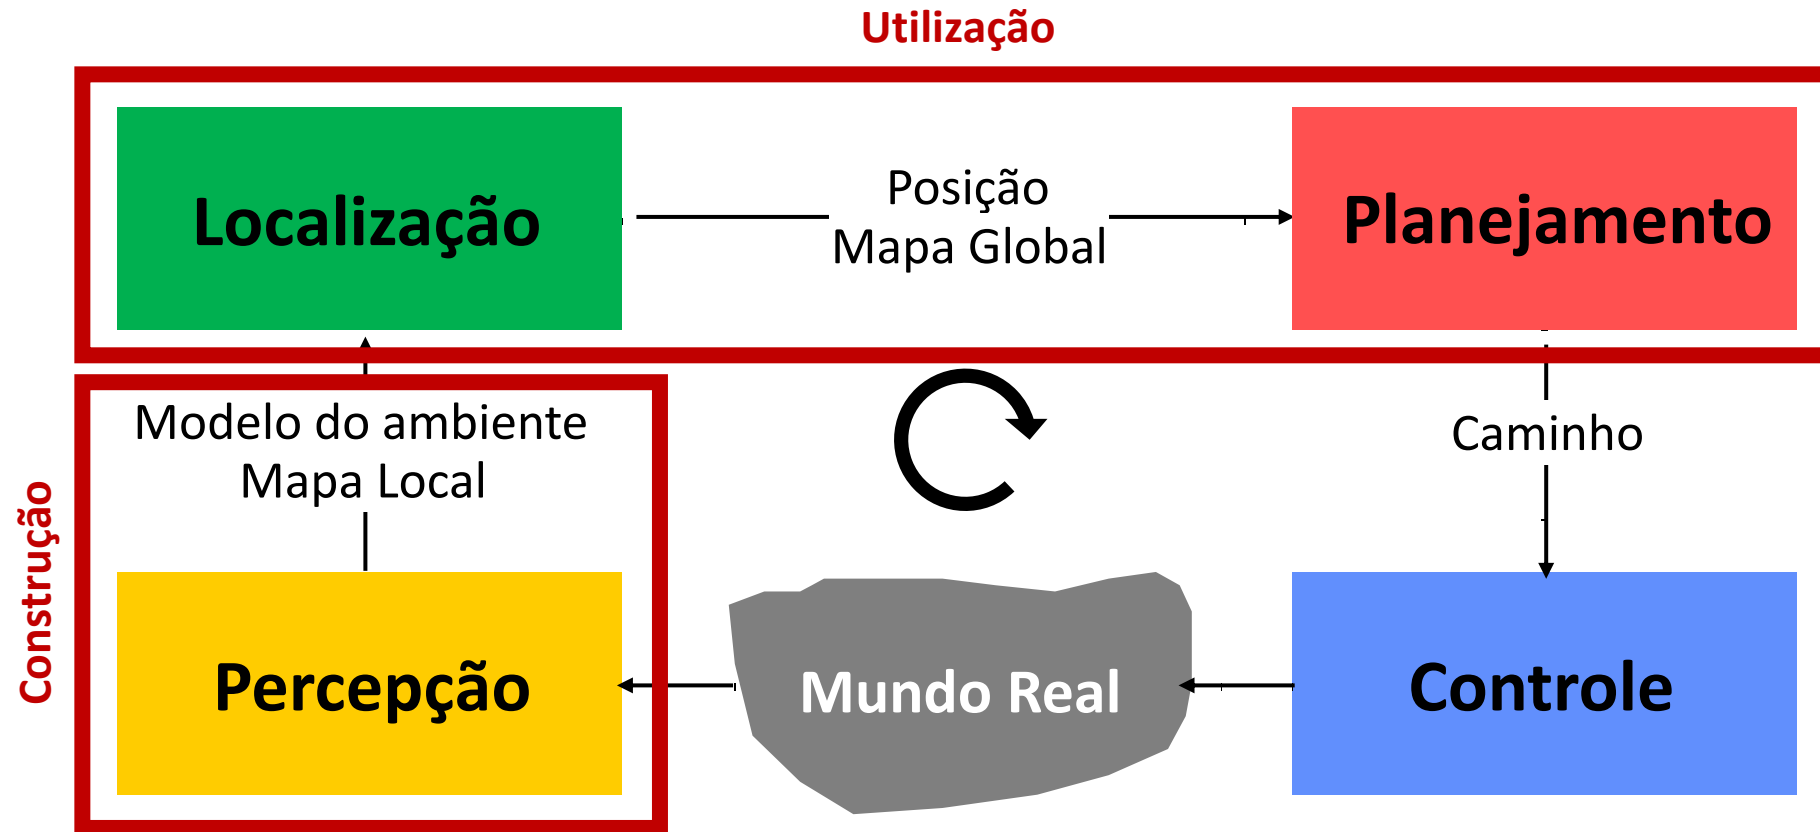 Utilização
Localização
Posição
Mapa Global
Planejamento
Modelo do ambiente
Mapa Local
Caminho
Construção
Percepção
Mundo Real
Controle